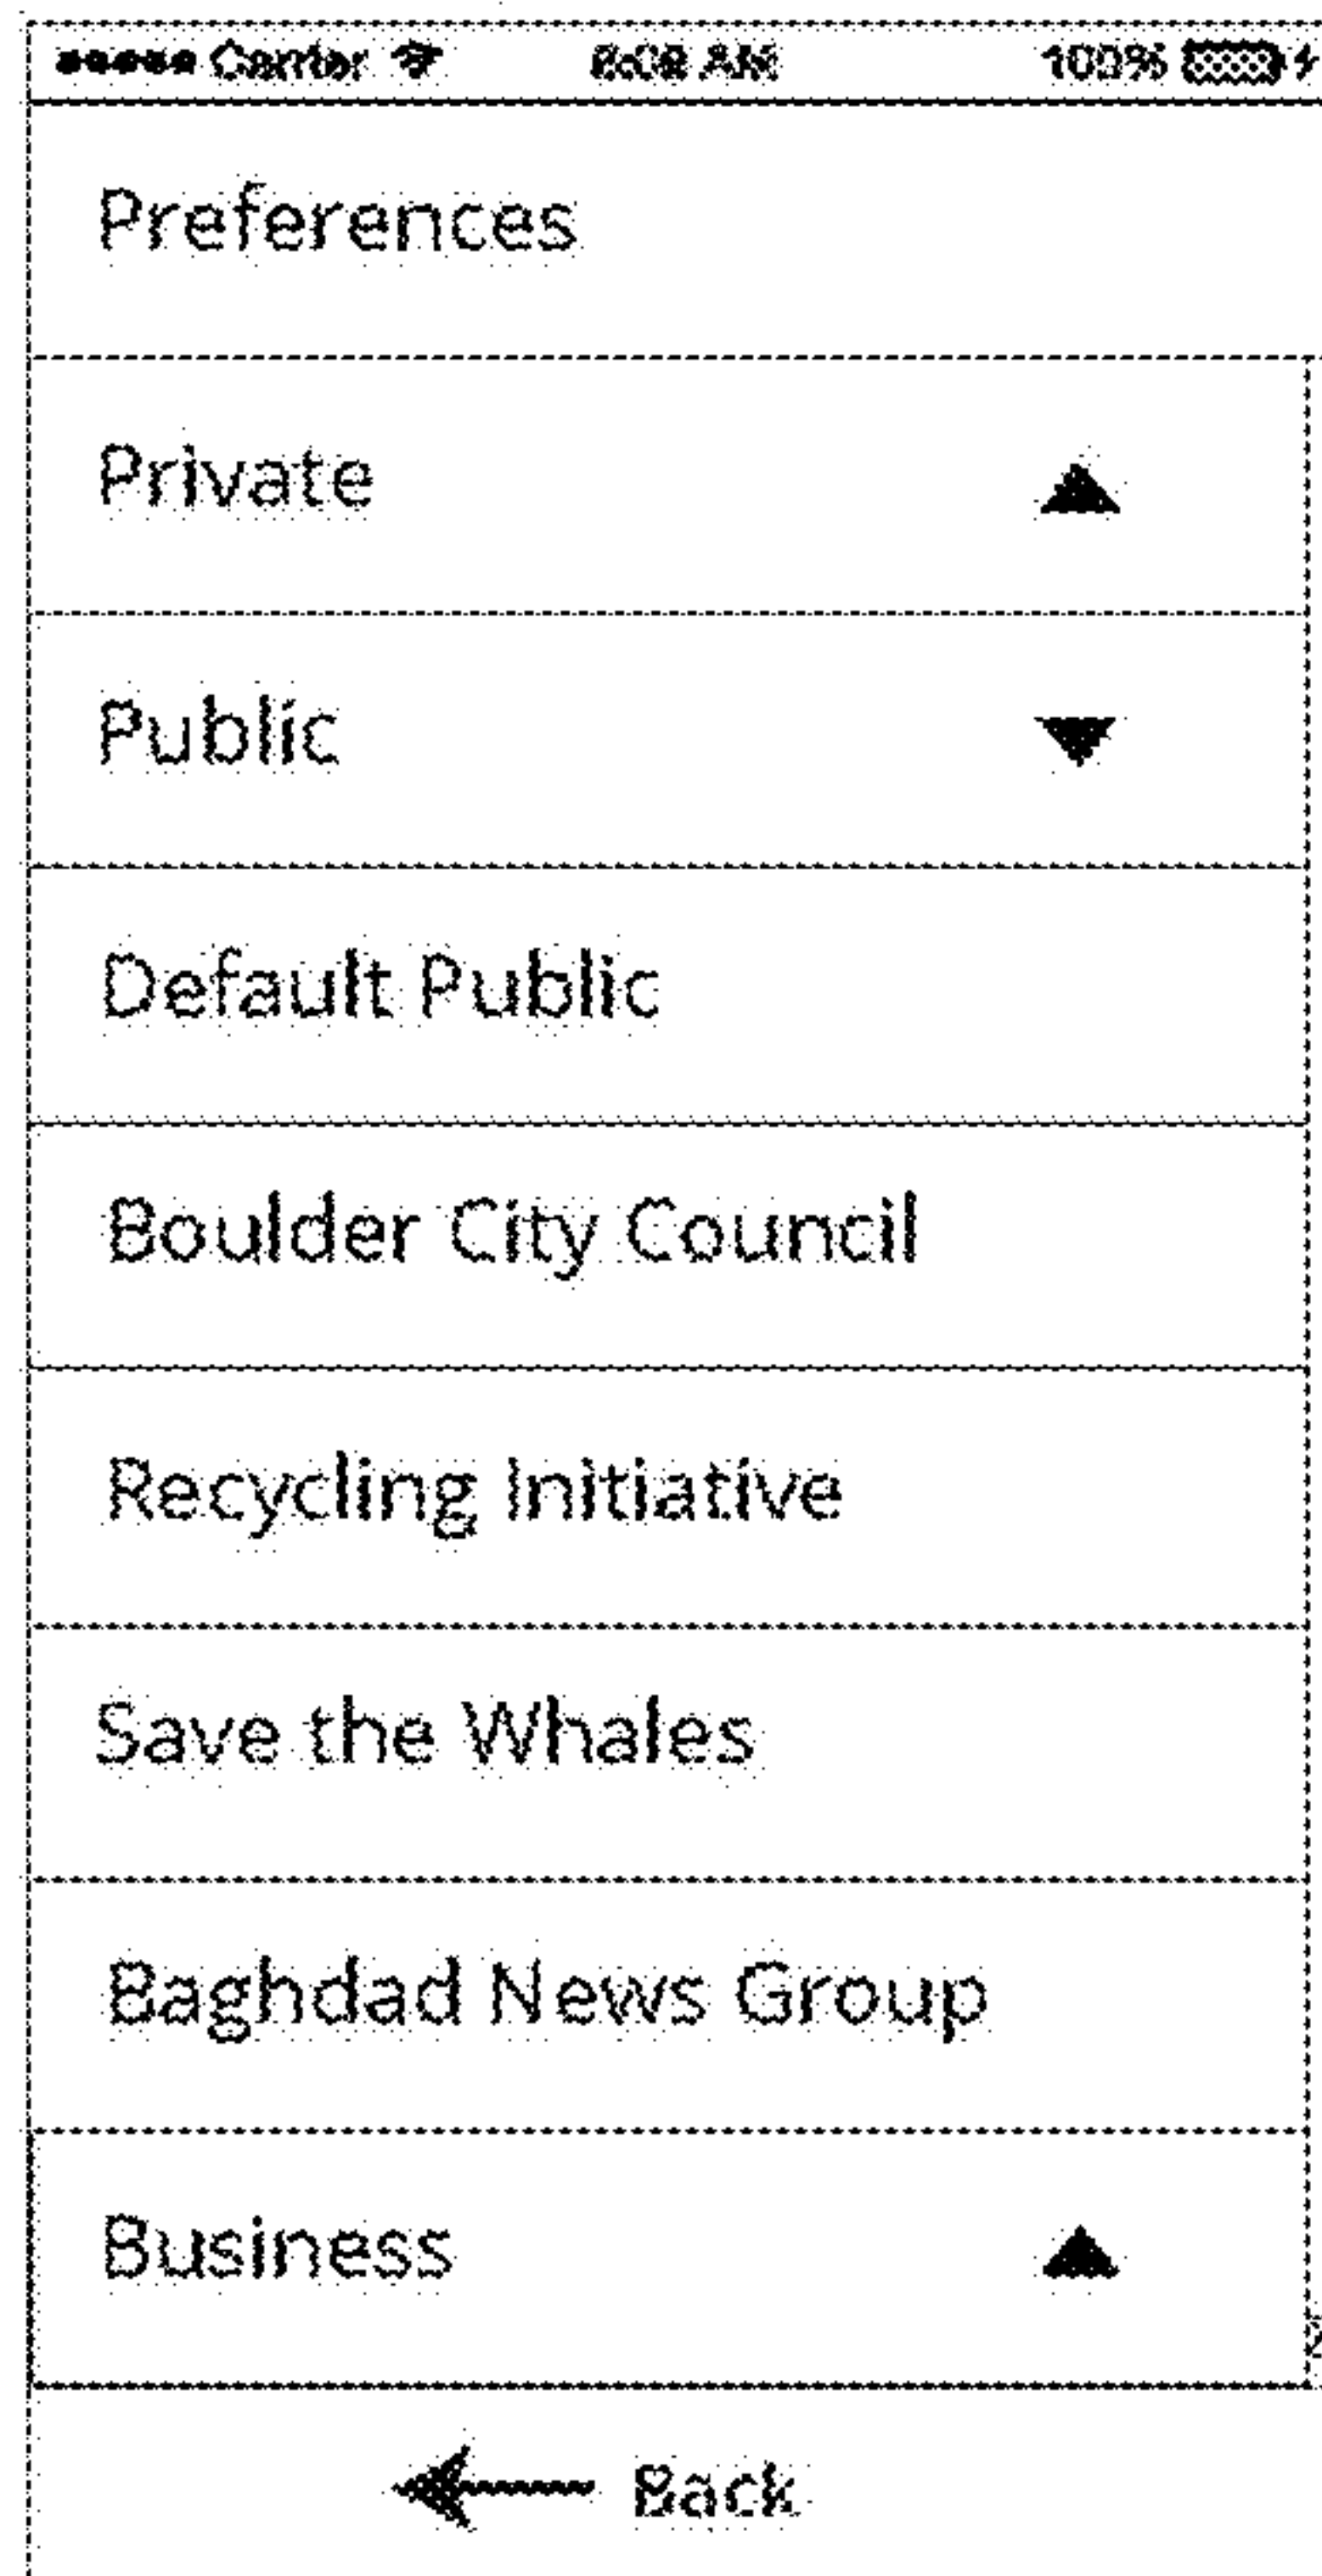 Carrier 100%
Preferences
Private
Public
Default Public
Boulder City Council
Recycling Initiative
Save the Whales
Baghdad News Group
Business
Back